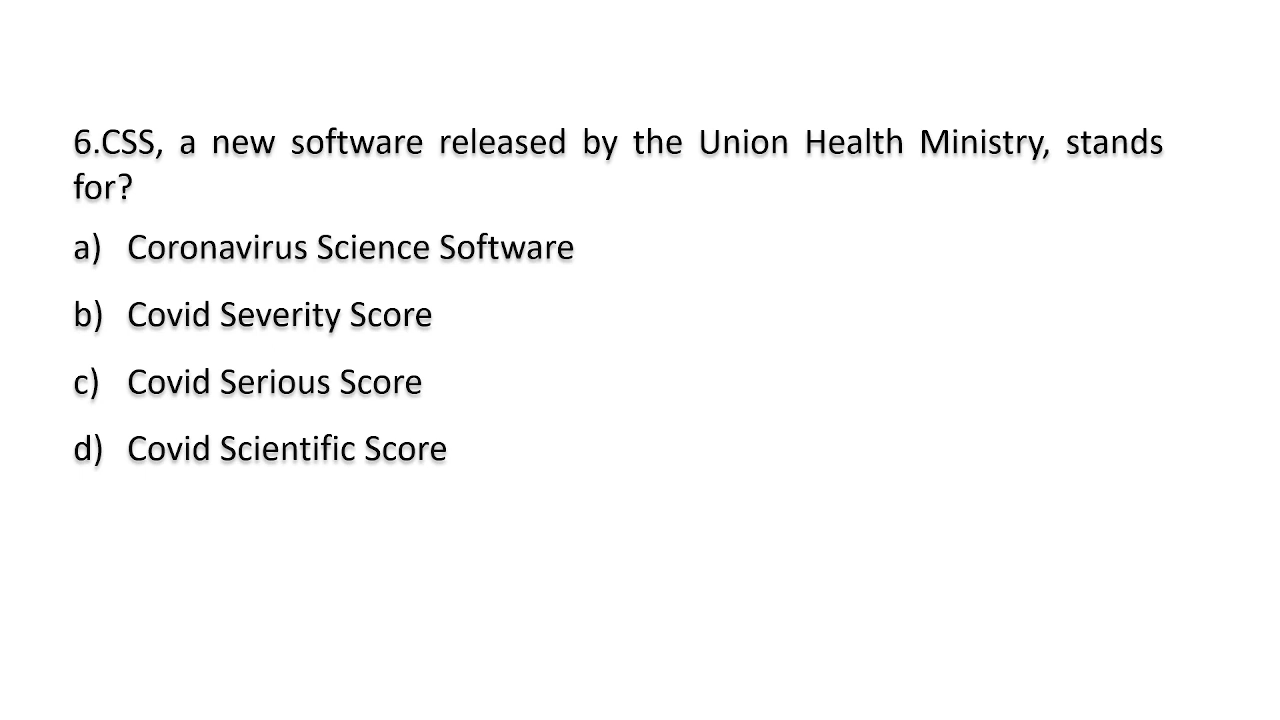 6.CSS, a new software released by the Union Health Ministry, stands
for?
a) Coronavirus Science Software
b) Covid Severity Score
c) Covid Serious Score
d) Covid Scientific Score